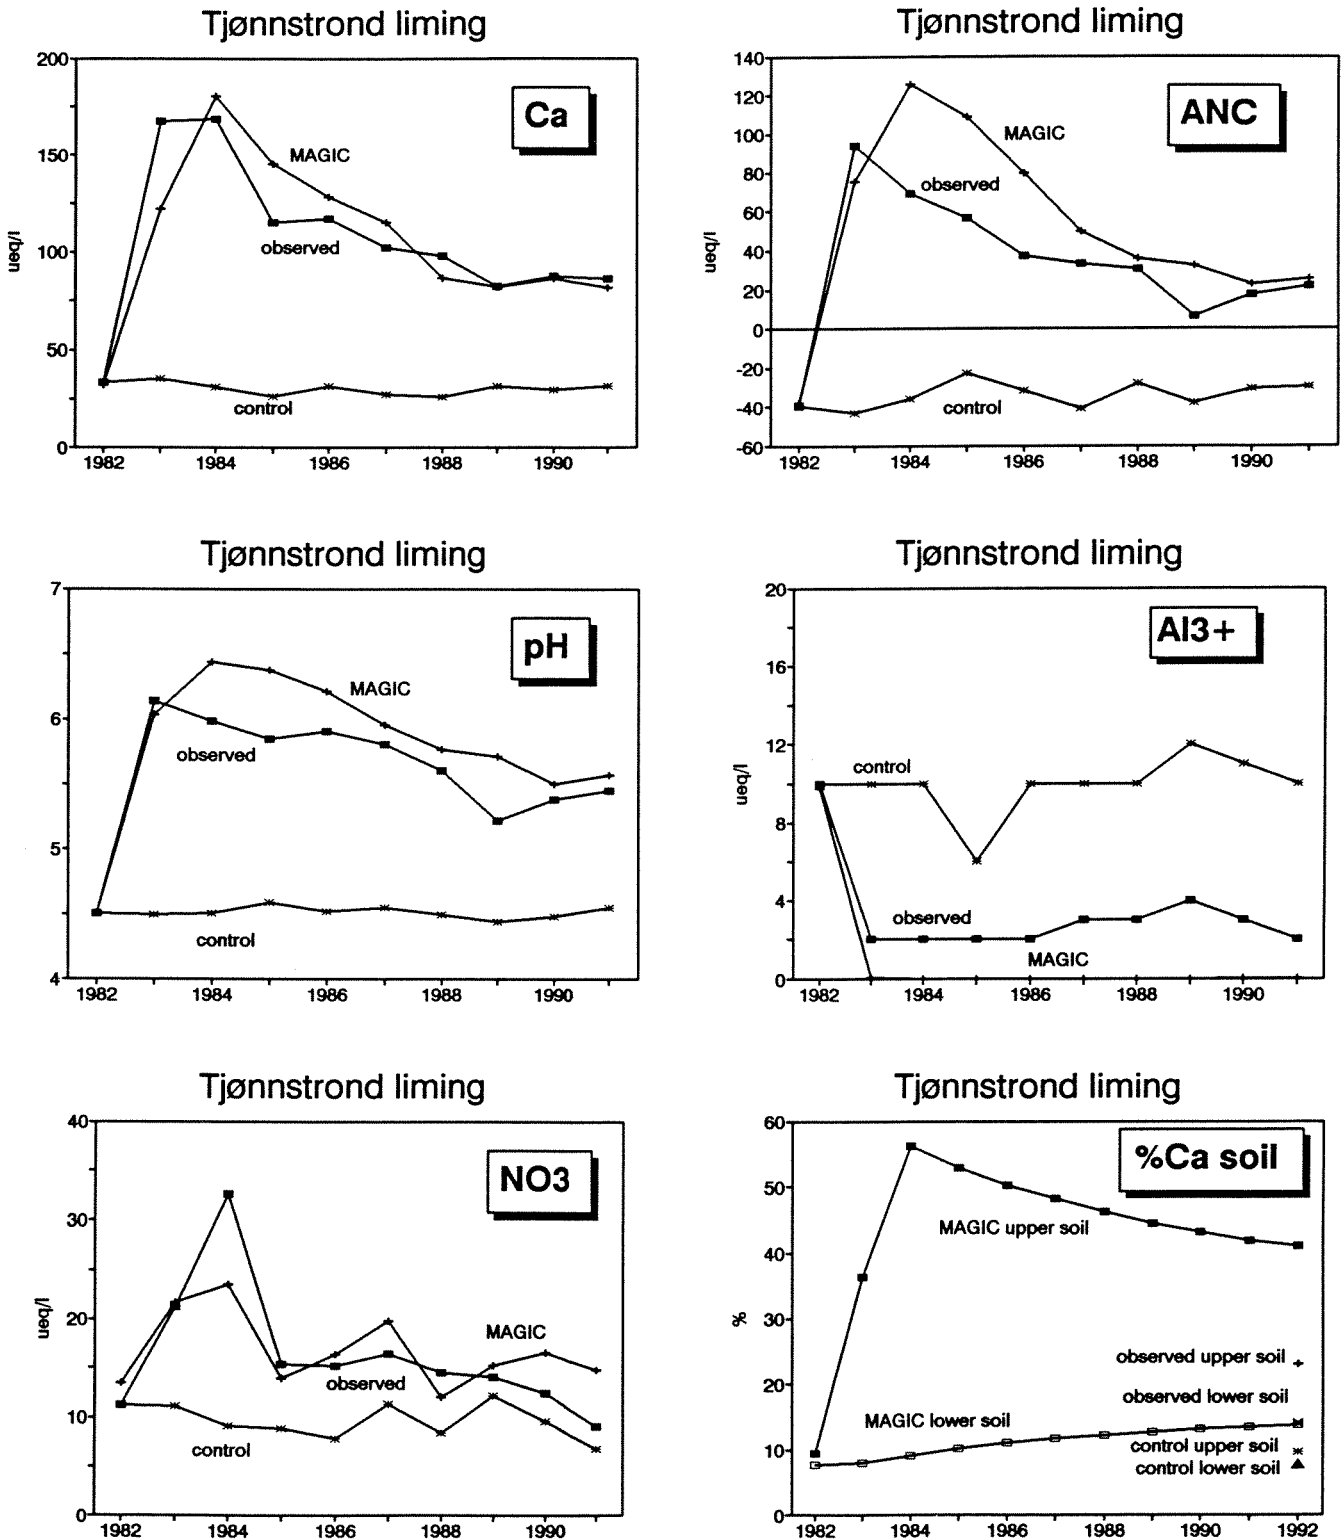 Tjønnstrond liming
Ca
ueq/l
200
150
100
50
0
MAGIC
observed
control
1982 1984 1986 1988 1990
Tjønnstrond liming
ANC
ueq/l
140
120
100
80
60
40
20
0
-20
-40
-60
MAGIC
observed
control
1982 1984 1986 1988 1990
Tjønnstrond liming
pH
7
6
5
4
MAGIC
observed
control
1982 1984 1986 1988 1990
Tjønnstrond liming
Al3+
ueq/l
20
16
12
8
4
0
control
observed
MAGIC
1982 1984 1986 1988 1990
Tjønnstrond liming
NO3
ueq/l
40
30
20
10
0
MAGIC
observed
control
1982 1984 1986 1988 1990
Tjønnstrond liming
%Ca soil
%
60
50
40
30
20
10
0
MAGIC upper soil
observed upper soil
observed lower soil
MAGIC lower soil
control upper soil
control lower soil
1982 1984 1986 1988 1990 1992